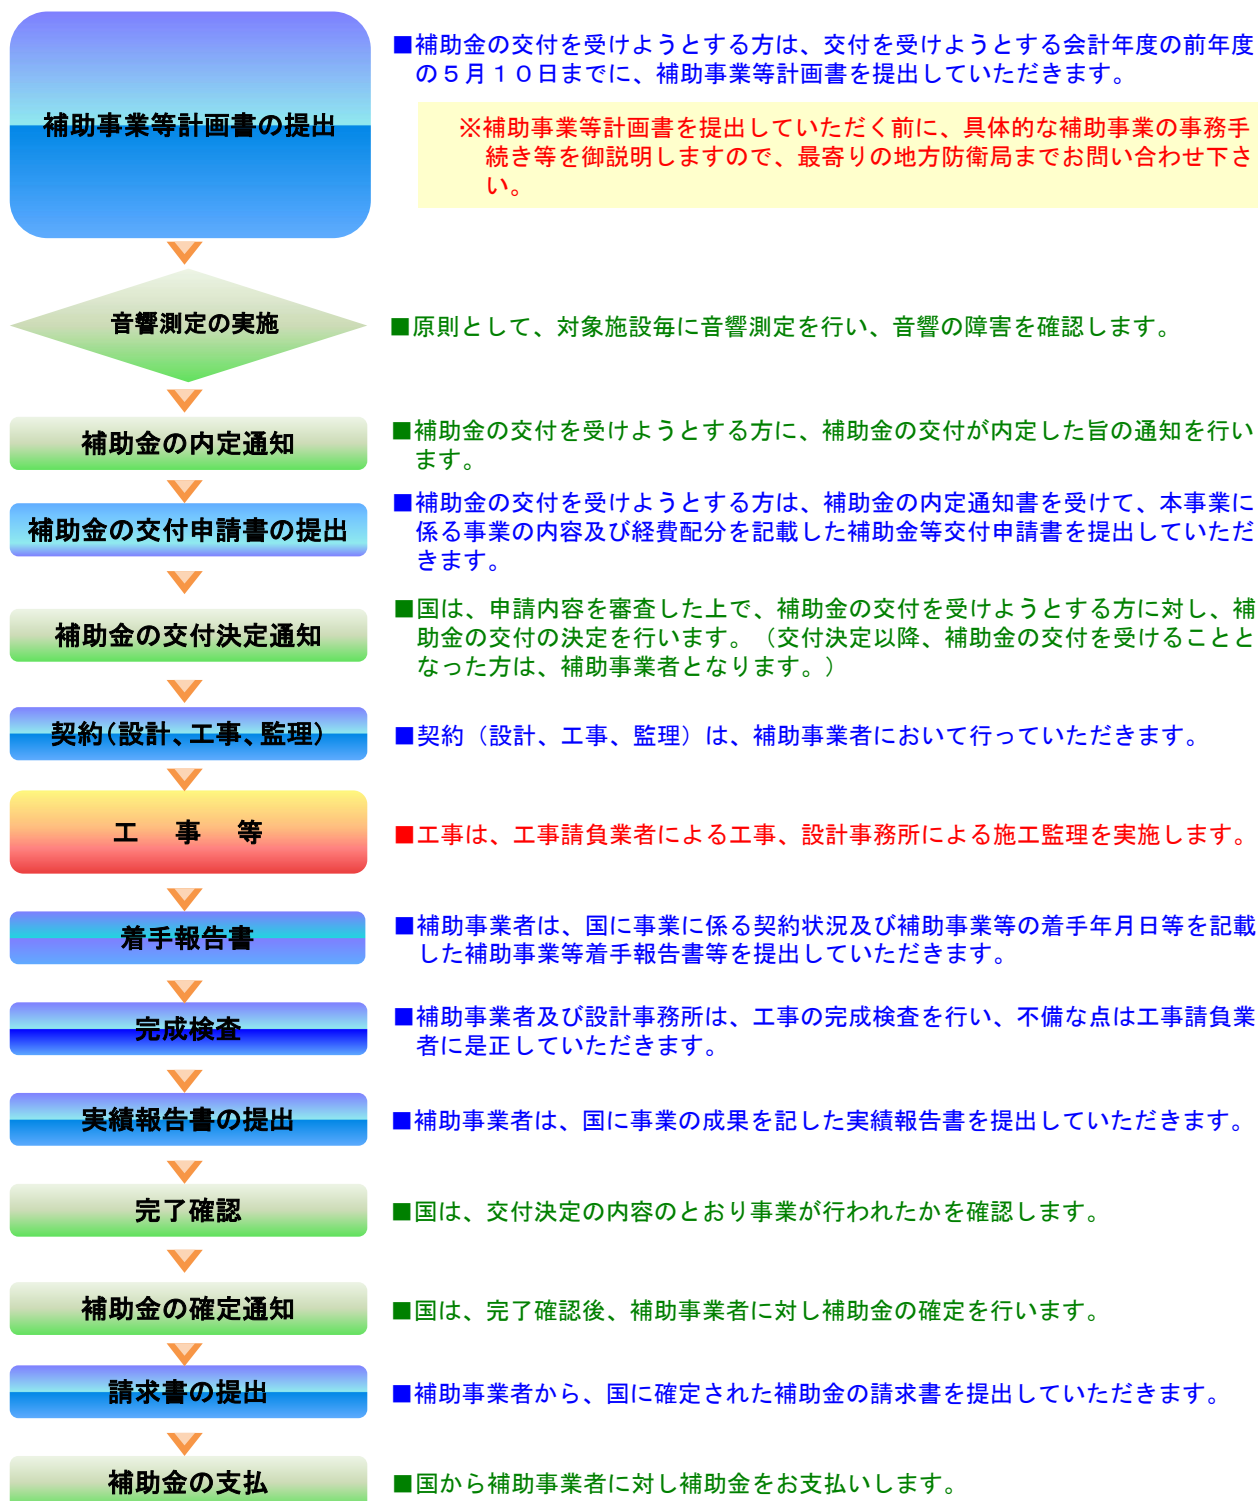 補助事業等計画書の提出
■補助金の交付を受けようとする方は、交付を受けようとする会計年度の前年度
の５月１０日までに、補助事業等計画書を提出していただきます。
※補助事業等計画書を提出していただく前に、具体的な補助事業の事務手
続き等を御説明しますので、最寄りの地方防衛局までお問い合わせ下さ
い。
音響測定の実施
■原則として、対象施設毎に音響測定を行い、音響の障害を確認します。
補助金の内定通知
■補助金の交付を受けようとする方に、補助金の交付が内定した旨の通知を行い
ます。
補助金の交付申請書の提出
■補助金の交付を受けようとする方は、補助金の内定通知書を受けて、本事業に
係る事業の内容及び経費配分を記載した補助金等交付申請書を提出していただ
きます。
補助金の交付決定通知
■国は、申請内容を審査した上で、補助金の交付を受けようとする方に対し、補
助金の交付の決定を行います。（交付決定以降、補助金の交付を受けることと
なった方は、補助事業者となります。）
契約（設計、工事、監理）
■契約（設計、工事、監理）は、補助事業者において行っていただきます。
工　事　等
■工事は、工事請負業者による工事、設計事務所による施工監理を実施します。
着手報告書
■補助事業者は、国に事業に係る契約状況及び補助事業等の着手年月日等を記載
した補助事業等着手報告書等を提出していただきます。
完成検査
■補助事業者及び設計事務所は、工事の完成検査を行い、不備な点は工事請負業
者に是正していただきます。
実績報告書の提出
■補助事業者は、国に事業の成果を記した実績報告書を提出していただきます。
完了確認
■国は、交付決定の内容のとおり事業が行われたかを確認します。
補助金の確定通知
■国は、完了確認後、補助事業者に対し補助金の確定を行います。
請求書の提出
■補助事業者から、国に確定された補助金の請求書を提出していただきます。
補助金の支払
■国から補助事業者に対し補助金をお支払いします。